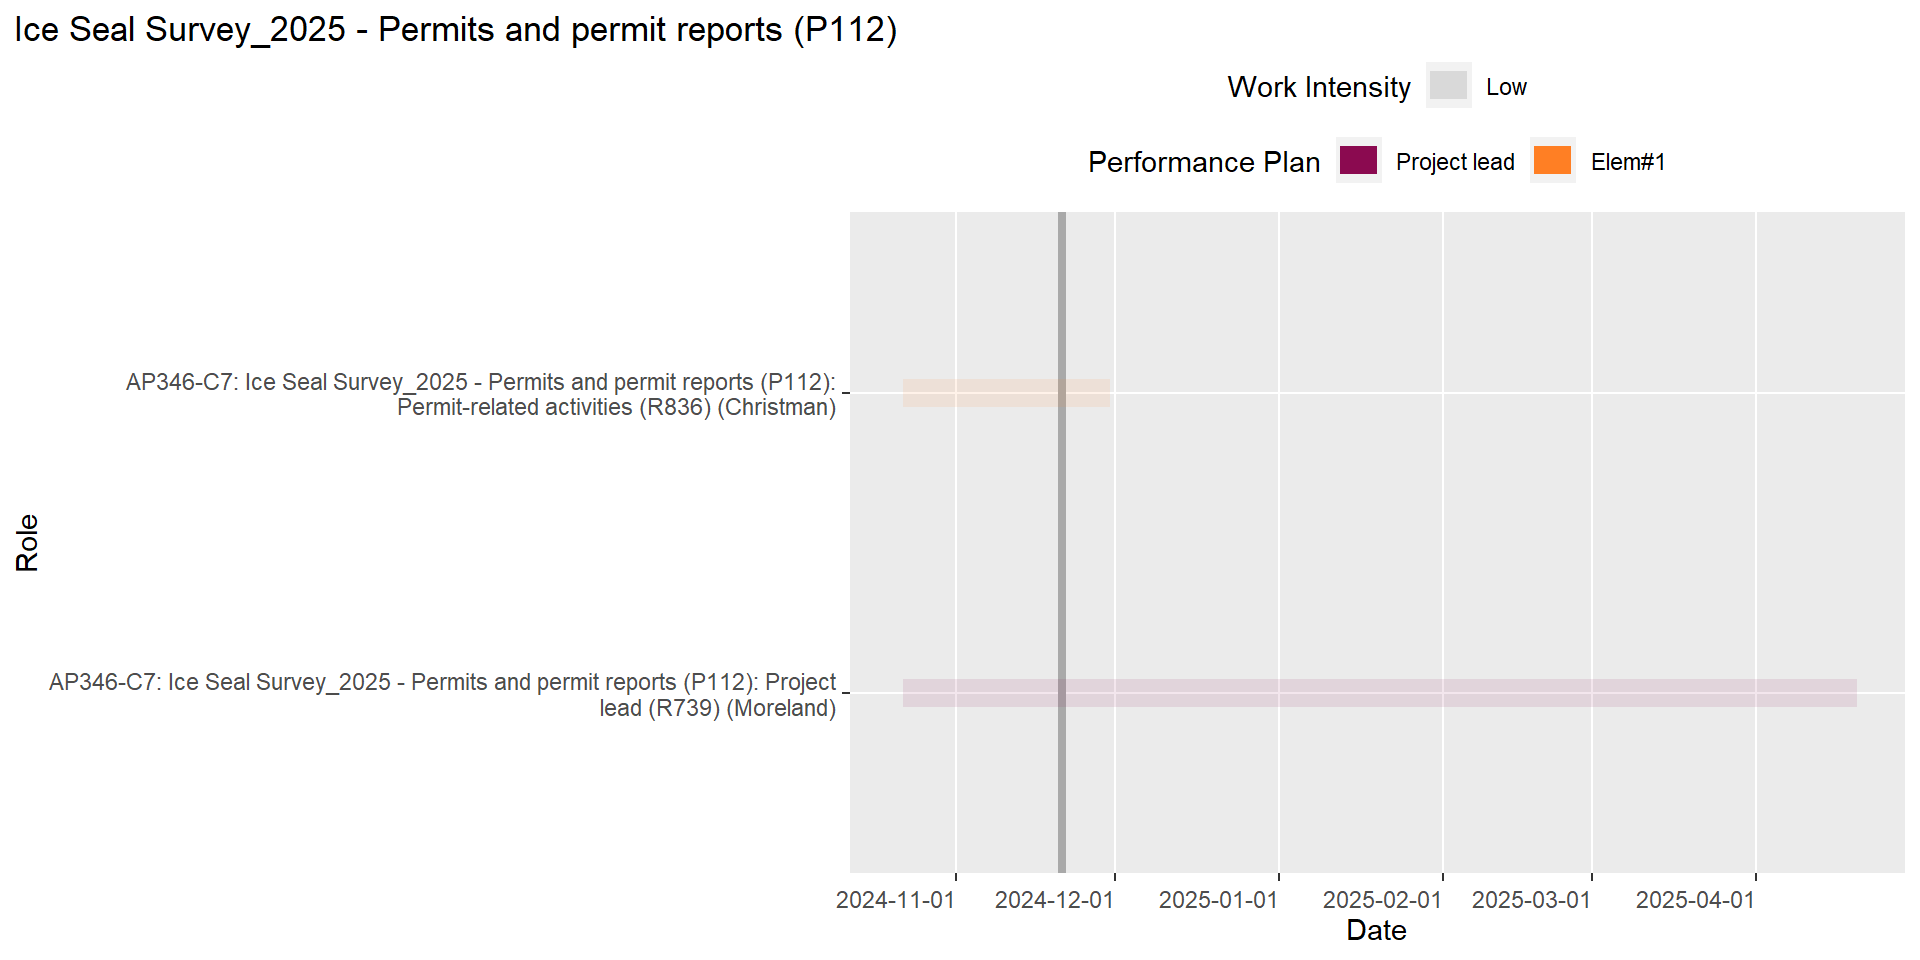 Ice Seal Survey_2025 - Permits and permit reports (P112)
Work Intensity Low
Performance Plan Project lead Elem#1
AP346-C7: Ice Seal Survey_2025 - Permits and permit reports (P112):
Permit-related activities (R836) (Christman)
Role
AP346-C7: Ice Seal Survey_2025 - Permits and permit reports (P112): Project
lead (R739) (Moreland)
2024-11-01 2024-12-01 2025-01-01 2025-02-01 2025-03-01 2025-04-01
Date